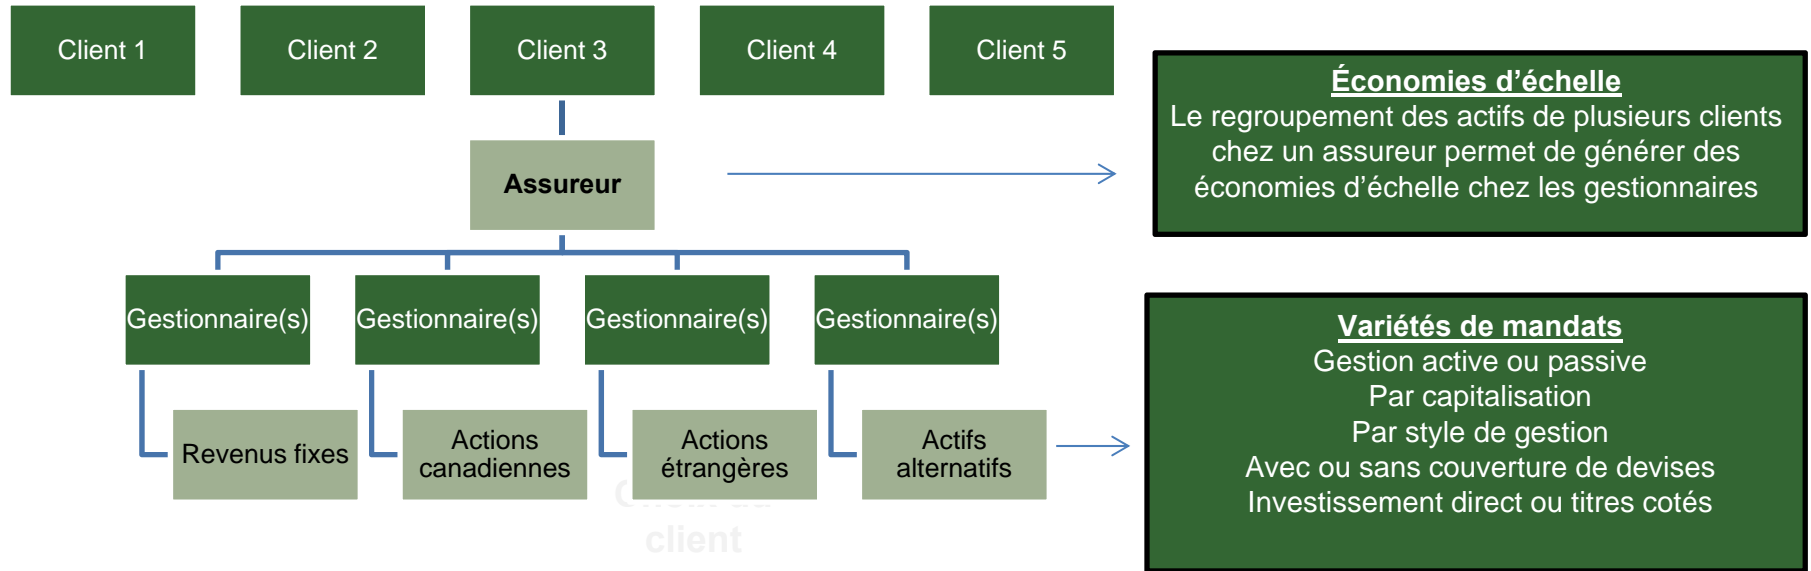 Client 1
Client 2
Client 3
Client 4
Client 5
Assureur
Économies d'échelle
Le regroupement des actifs de plusieurs clients
chez un assureur permet de générer des
économies d'échelle chez les gestionnaires
Gestionnaire(s)
Gestionnaire(s)
Gestionnaire(s)
Gestionnaire(s)
Revenus fixes
Actions
canadiennes
Actions
étrangères
Actifs
alternatifs
Variétés de mandats
Gestion active ou passive
Par capitalisation
Par style de gestion
Avec ou sans couverture de devises
Investissement direct ou titres cotés
client